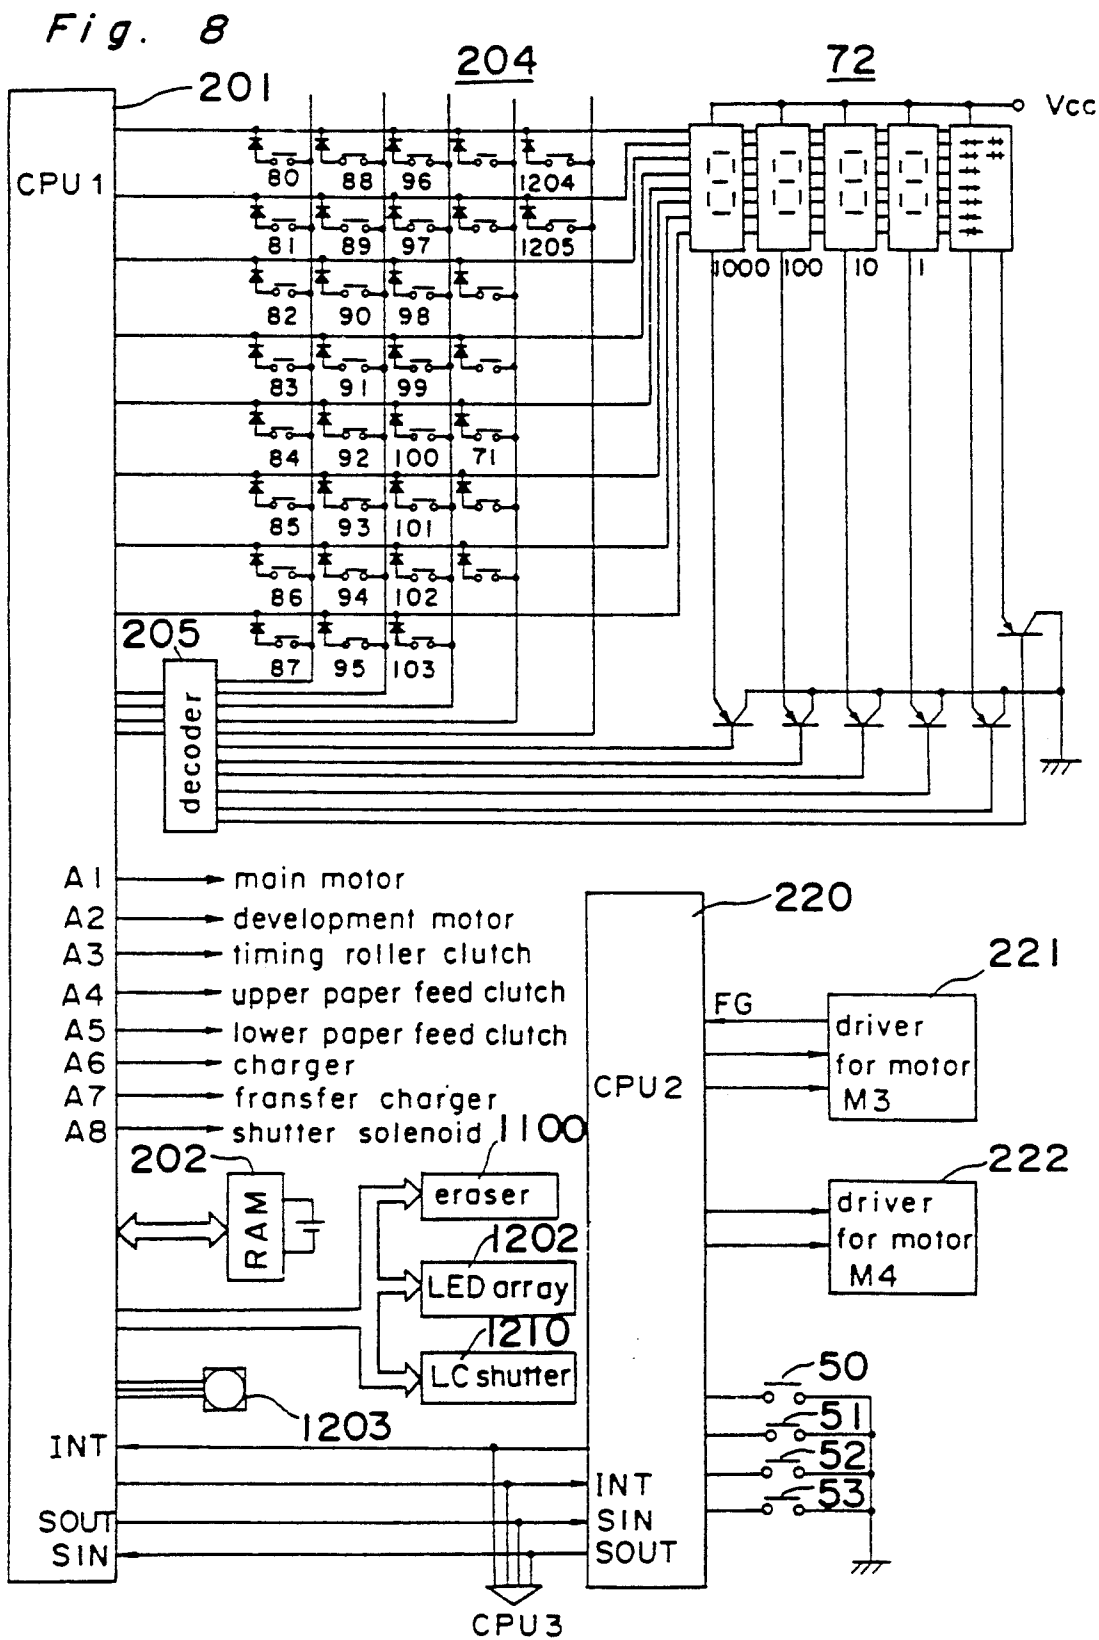 Fig. 8
201
204
72
Vcc
CPU1
80 88 96 1204
81 89 97 1205
1000 100 10 1
82 90 98
83 91 99
84 92 100 71
85 93 101
86 94 102
87 95 103
205
decoder
A1 main motor
A2 development motor
A3 timing roller clutch
A4 upper paper feed clutch
A5 lower paper feed clutch
A6 charger
A7 transfer charger
A8 shutter solenoid
220
CPU2
221
FG
driver
for motor
M3
222
driver
for motor
M4
202
RAM
1100
eraser
1202
LED array
1210
LC shutter
1203
50
51
52
53
INT
INT
SOUT SIN
SIN SOUT
CPU3